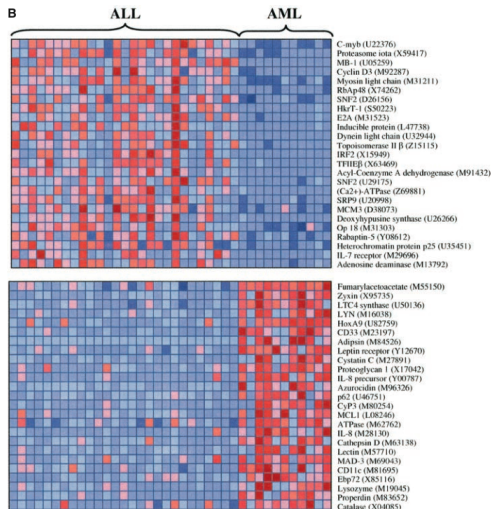 B
ALL
AML
C-myb (U22376)
Proteasome iota (X59417)
MB-1 (U05259)
Cyclin D3 (M92287)
Myosin light chain (M31211)
RbAp48 (X74262)
SNF2 (D26156)
HkrT-1 (S50223)
E2A (M31523)
Inducible protein (L47738)
Dynein light chain (U32944)
Topoisomerase II β (Z15115)
IRF2 (X15949)
TFIIEβ (X63469)
Acyl-Coenzyme A dehydrogenase (M91432)
SNF2 (U29175)
(Ca2+)-ATPase (Z69881)
SRP9 (U20998)
MCM3 (D38073)
Deoxyhypusine synthase (U26266)
Op 18 (M31303)
Rabaptin-5 (Y08612)
Heterochromatin protein p25 (U35451)
IL-7 receptor (M29696)
Adenosine deaminase (M13792)
Fumarylacetoacetate (M55150)
Zyxin (X95735)
LTC4 synthase (U50136)
LYN (M16038)
HoxA9 (U82759)
CD33 (M23197)
Adipsin (M84526)
Leptin receptor (Y12670)
Cystatin C (M27891)
Proteoglycan 1 (X17042)
IL-8 precursor (Y00787)
Azurocidin (M96326)
p62 (U46751)
CyP3 (M80254)
MCL1 (L08246)
ATPase (M62762)
IL-8 (M28130)
Cathepsin D (M63138)
Lectin (M57710)
MAD-3 (M69043)
CD11c (M81695)
Ebp72 (X85116)
Lysozyme (M19045)
Properdin (M83652)
Catalase (X04085)